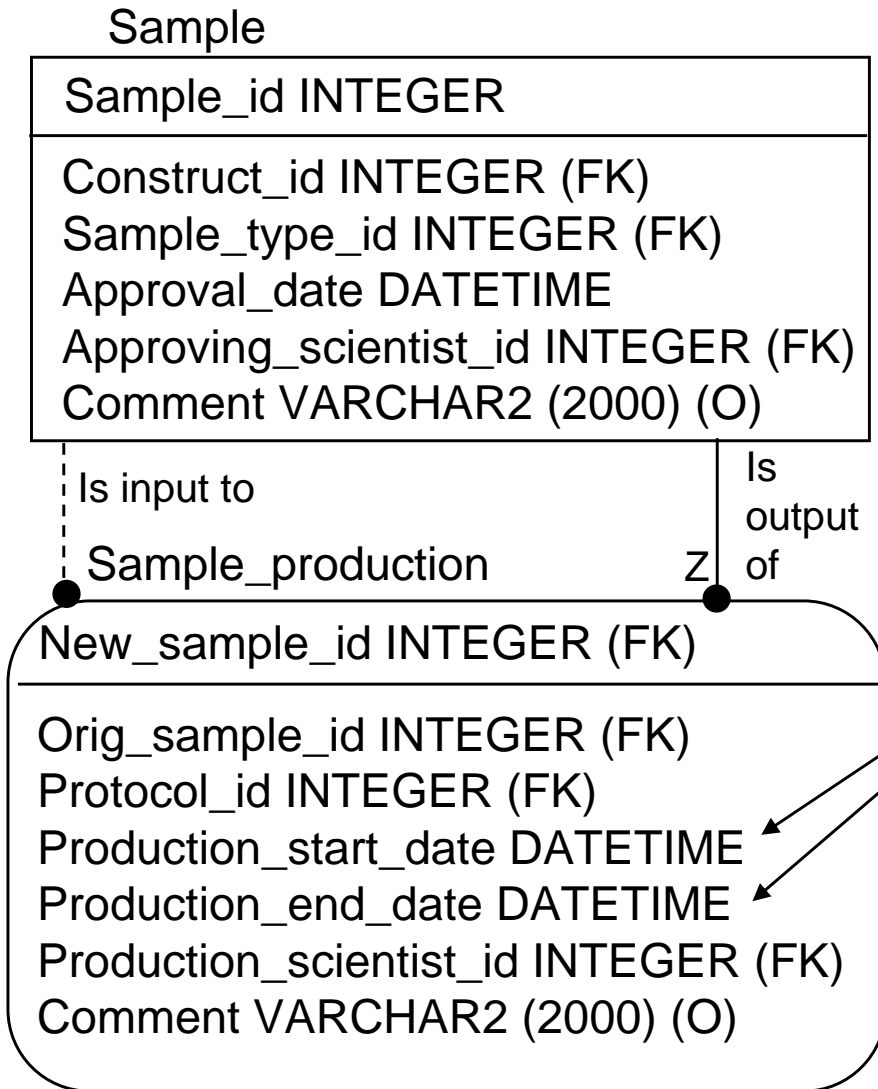 Sample
Sample_id INTEGER
Construct_id INTEGER (FK)
Sample_type_id INTEGER (FK)
Approval_date DATETIME
Approving_scientist_id INTEGER (FK)
Comment VARCHAR2 (2000) (O)
Is input to
Is
output
of
Z
Sample_production
New_sample_id INTEGER (FK)
Orig_sample_id INTEGER (FK)
Protocol_id INTEGER (FK)
Production_start_date DATETIME
Production_end_date DATETIME
Production_scientist_id INTEGER (FK)
Comment VARCHAR2 (2000) (O)